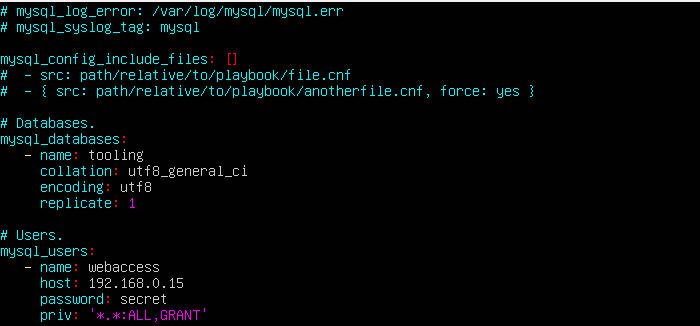 # mysql_log_error: /var/log/mysql/mysql.err
# mysql_syslog_tag: mysql
mysql_config_include_files: []
#  - src: path/relative/to/playbook/file.cnf
#  - { src: path/relative/to/playbook/anotherfile.cnf, force: yes }
# Databases.
mysql_databases:
   - name: tooling
     collation: utf8_general_ci
     encoding: utf8
     replicate: 1
# Users.
mysql_users:
   - name: webaccess
     host: 192.168.0.15
     password: secret
     priv: '*.*:ALL,GRANT'